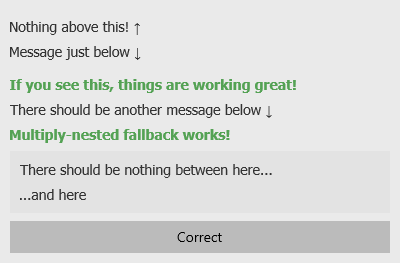 Nothing above this! ↑
Message just below ↓
If you see this, things are working great!
There should be another message below ↓
Multiply-nested fallback works!
There should be nothing between here...
...and here
Correct